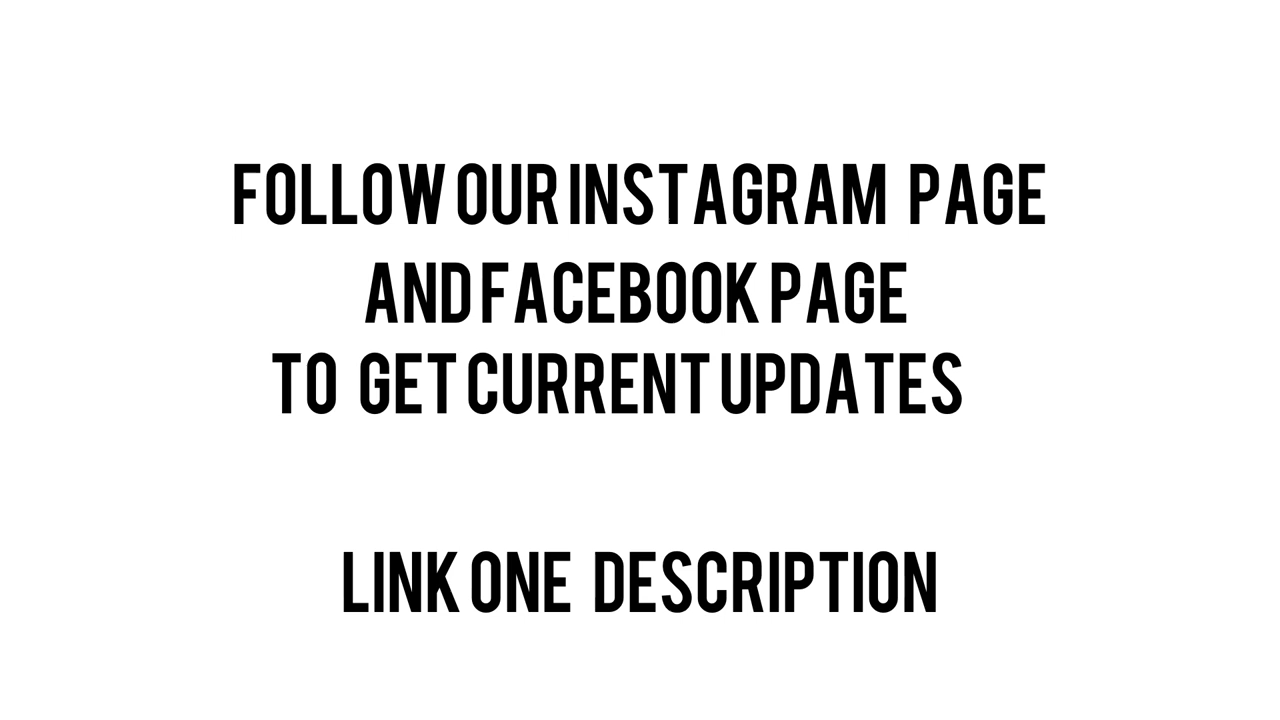 FOLLOW OUR INSTAGRAM PAGE
AND FACEBOOK PAGE
TO GET CURRENT UPDATES
LINK ONE DESCRIPTION